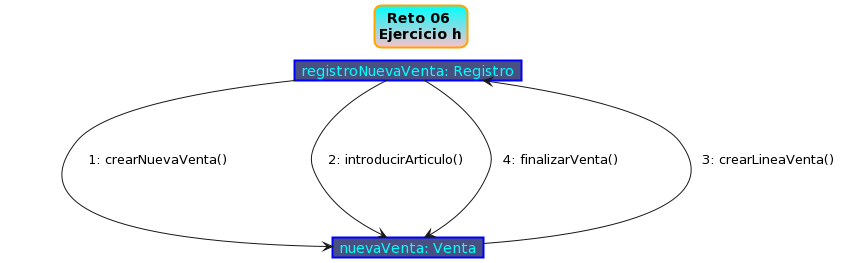 Reto 06
Ejercicio h
registroNuevaVenta: Registro
1: crearNuevaVenta()
2: introducirArticulo()
4: finalizarVenta()
3: crearLineaVenta()
nuevaVenta: Venta